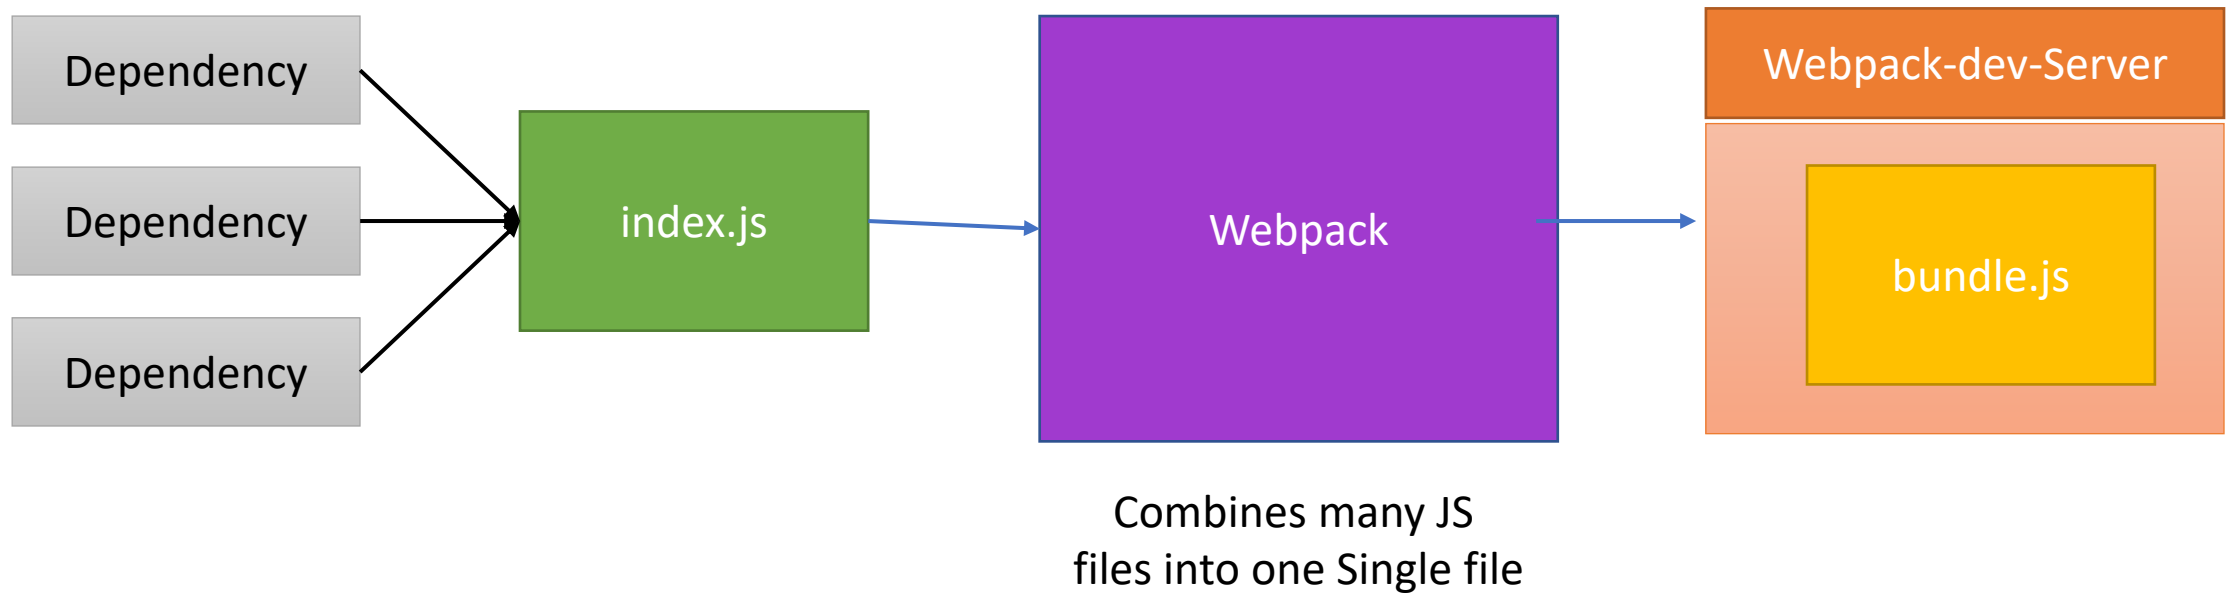 Dependency
Dependency
Dependency
index.js
Webpack
Combines many JS
files into one Single file
Webpack-dev-Server
bundle.js